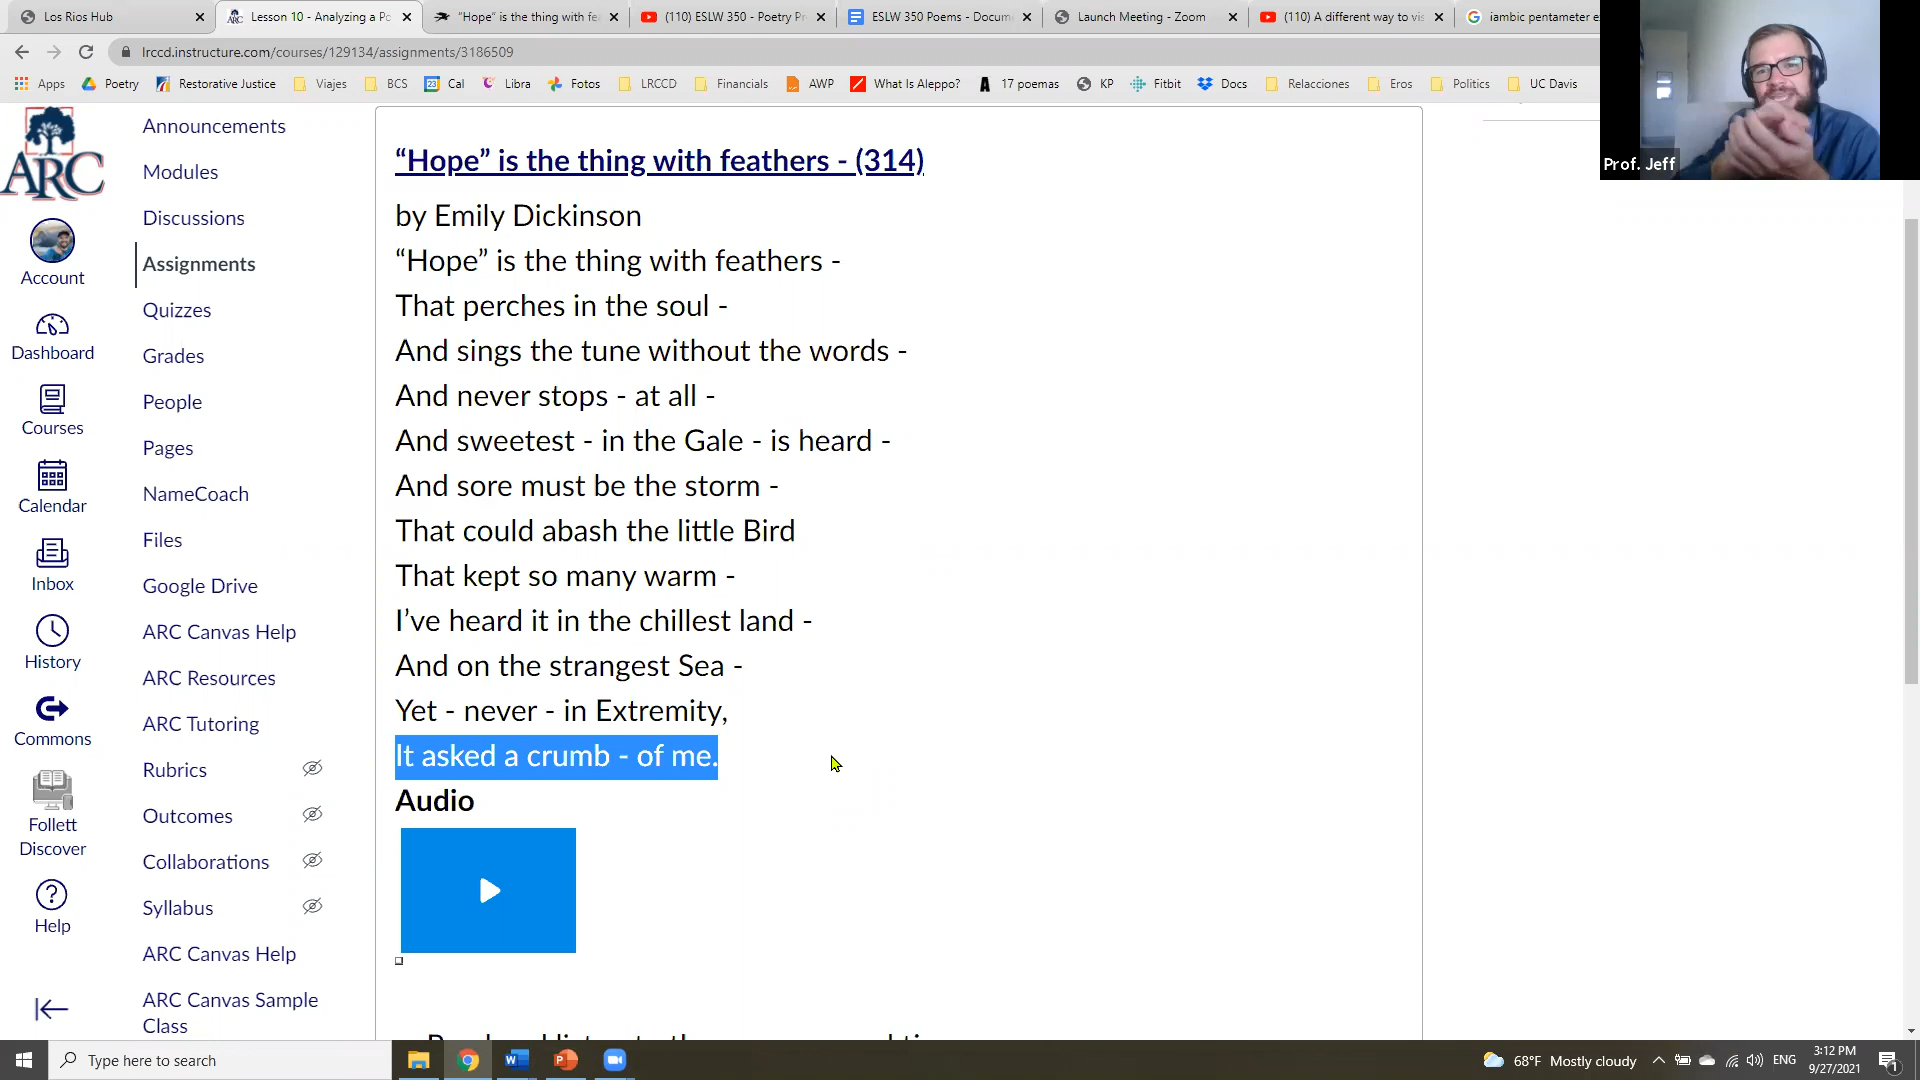 Los Rios Hub
Lesson 10 - Analyzing a Po
“Hope” is the thing with fe
(110) ESLW 350 - Poetry Pr
ESLW 350 Poems - Docum
Launch Meeting - Zoom
(110) A different way to vis
iambic pentameter e
lrccd.instructure.com/courses/129134/assignments/3186509
Apps
Poetry
Restorative Justice
Viajes
BCS
23
Cal
Libra
Fotos
LRCCD
Financials
AWP
What Is Aleppo?
17 poemas
KP
Fitbit
Docs
Relacciones
Eros
Politics
UC Davis
Prof. Jeff
ARC
Account
Dashboard
Courses
Calendar
Inbox
History
Commons
Follett
Discover
Help
Announcements
Modules
Discussions
Assignments
Quizzes
Grades
People
Pages
NameCoach
Files
Google Drive
ARC Canvas Help
ARC Resources
ARC Tutoring
Rubrics
Outcomes
Collaborations
Syllabus
ARC Canvas Help
ARC Canvas Sample
Class
“Hope” is the thing with feathers - (314)
by Emily Dickinson
“Hope” is the thing with feathers -
That perches in the soul -
And sings the tune without the words -
And never stops - at all -
And sweetest - in the Gale - is heard -
And sore must be the storm -
That could abash the little Bird
That kept so many warm -
I’ve heard it in the chillest land -
And on the strangest Sea -
Yet - never - in Extremity,
It asked a crumb - of me.
Audio
Type here to search
68°F Mostly cloudy
ENG
3:12 PM
9/27/2021
1